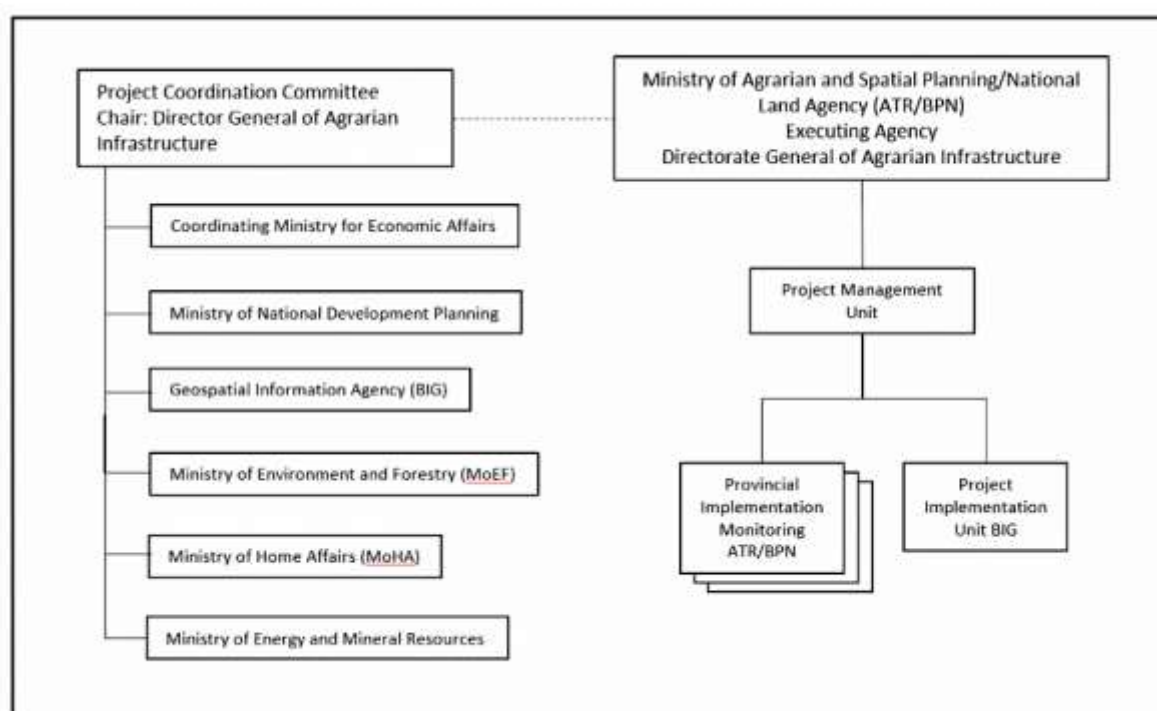 Project Coordination Committee
Chair: Director General of Agrarian
Infrastructure
Coordinating Ministry for Economic Affairs
Ministry of National Development Planning
Geospatial Information Agency (BIG)
Ministry of Environment and Forestry (MoEF)
Ministry of Home Affairs (MoHA)
Ministry of Energy and Mineral Resources
Ministry of Agrarian and Spatial Planning/National
Land Agency (ATR/BPN)
Executing Agency
Directorate General of Agrarian Infrastructure
Project Management
Unit
Provincial
Implementation
Monitoring
ATR/BPN
Project
Implementation
Unit BIG